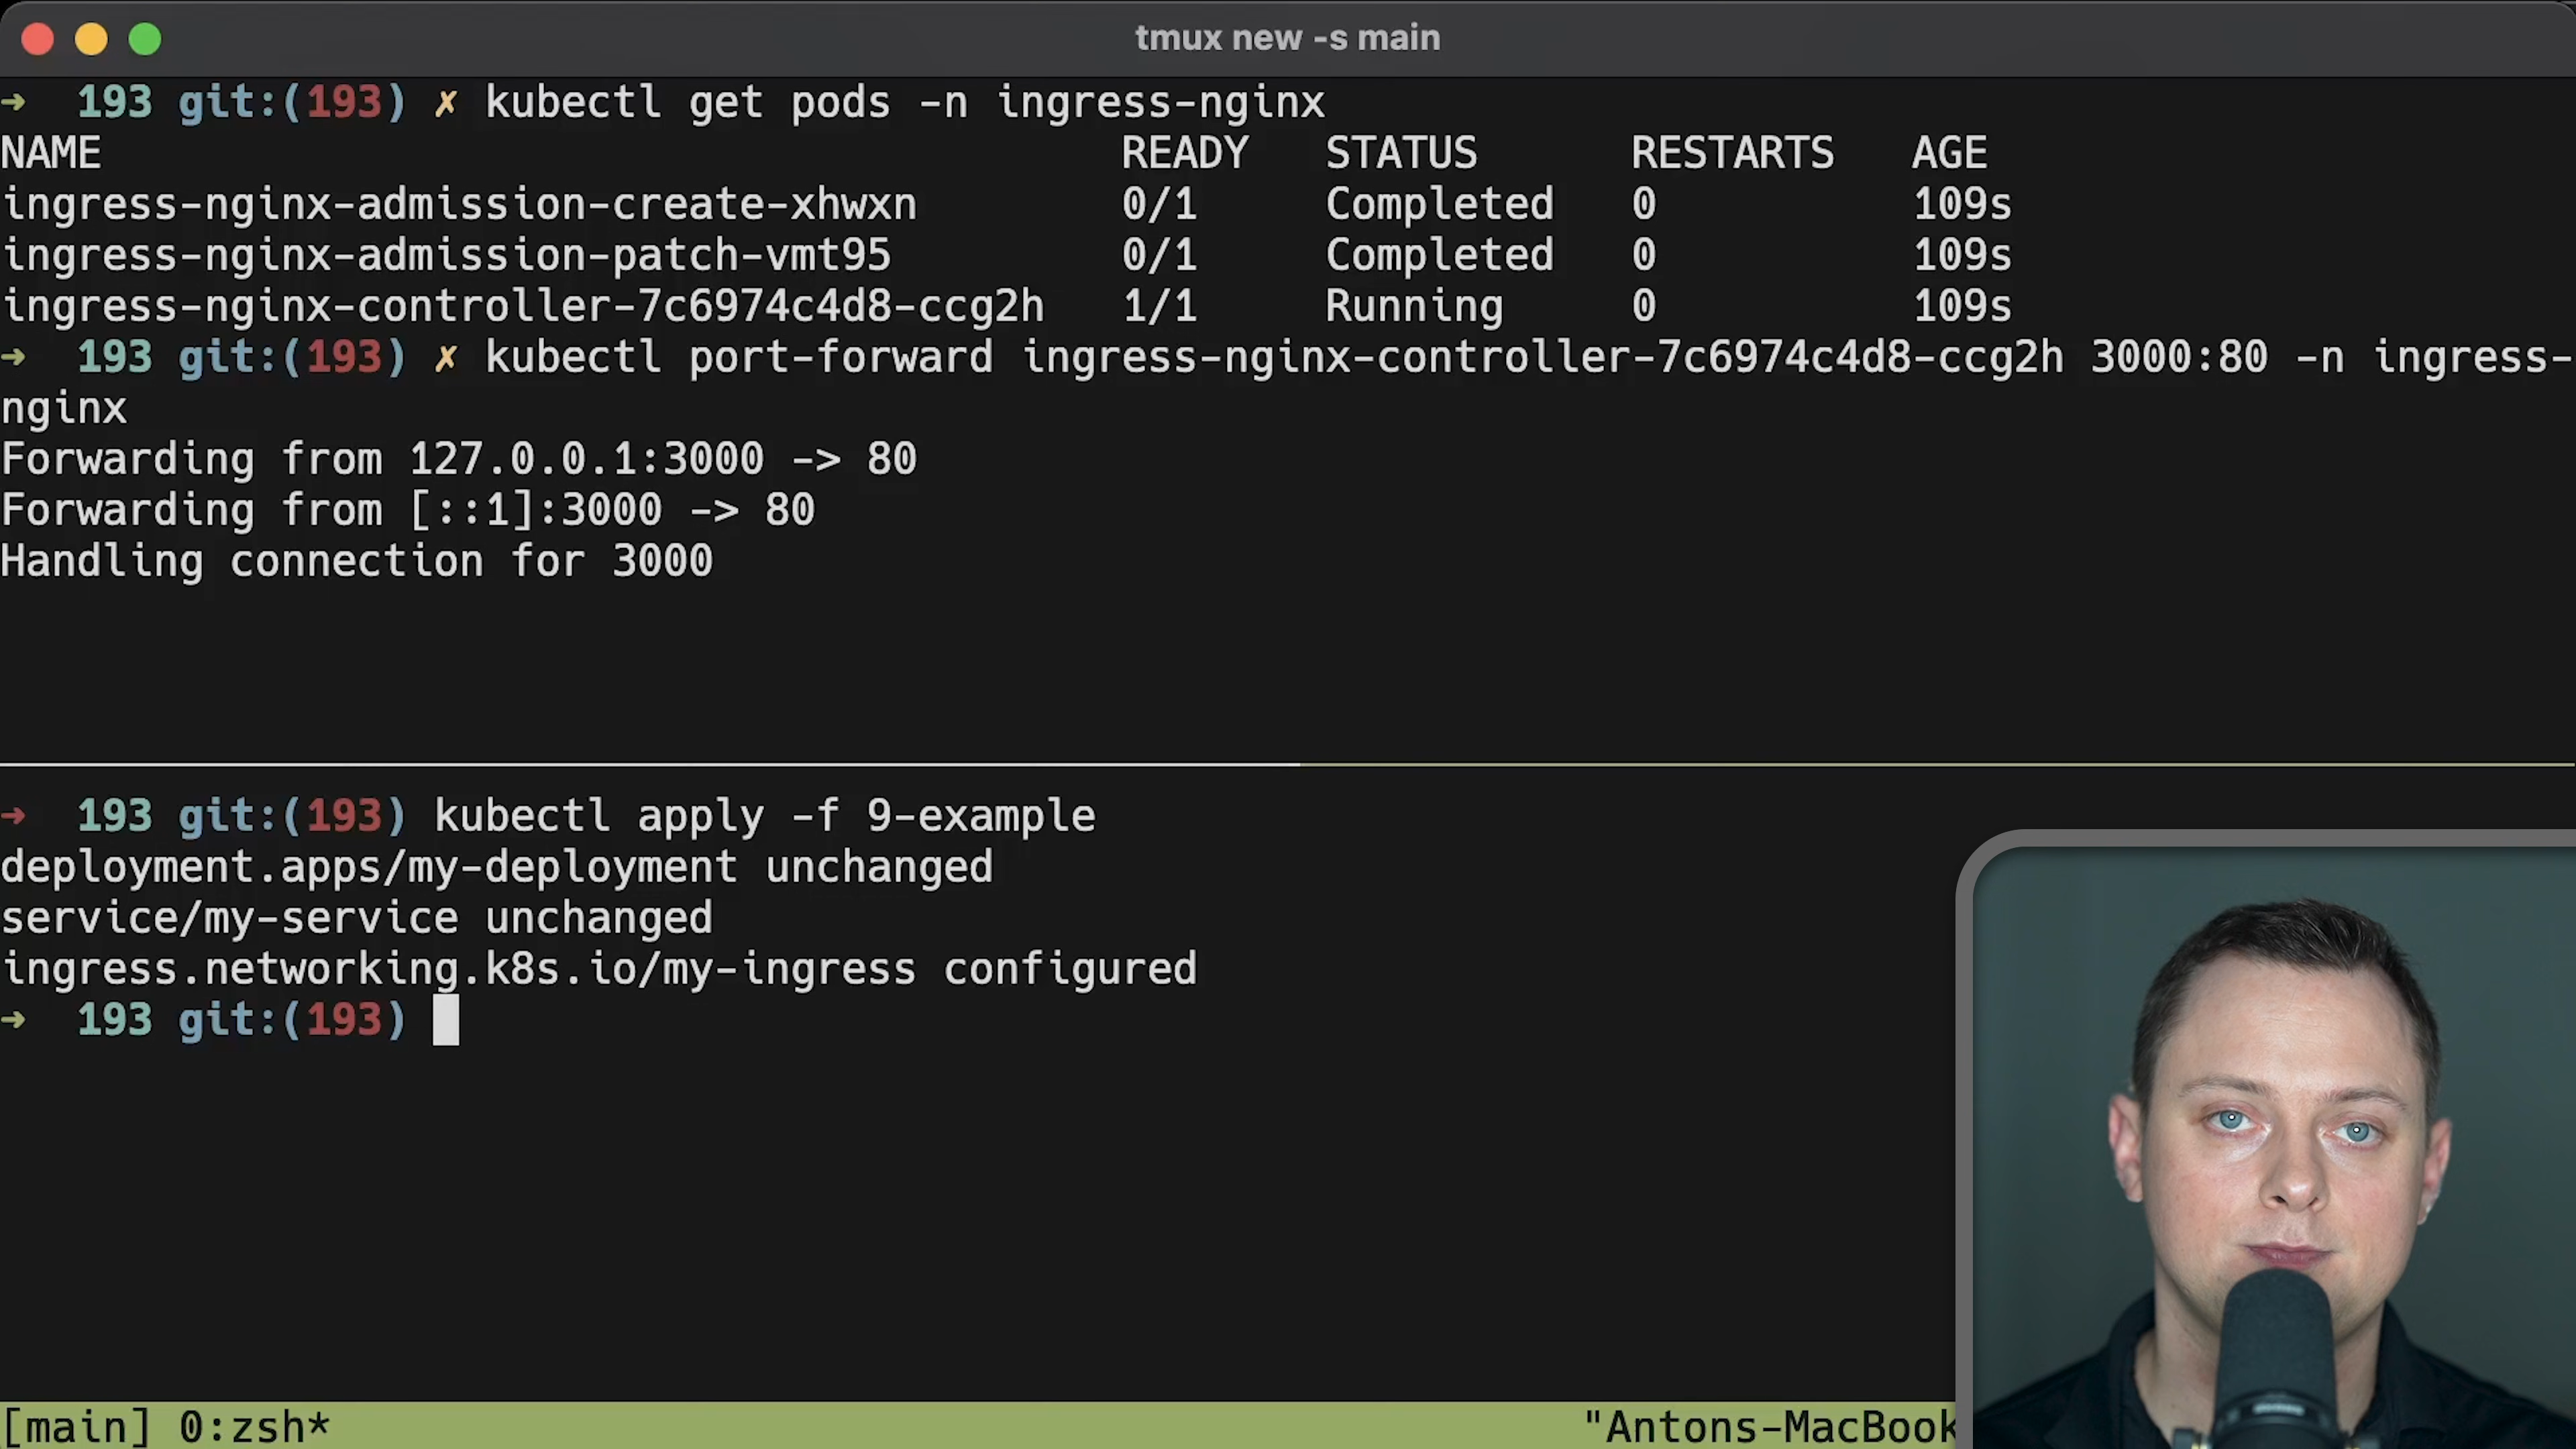 tmux new -s main
➜  193 git:(193) ✗ kubectl get pods -n ingress-nginx
NAME                                        READY   STATUS      RESTARTS   AGE
ingress-nginx-admission-create-xhwxn        0/1     Completed   0          109s
ingress-nginx-admission-patch-vmt95         0/1     Completed   0          109s
ingress-nginx-controller-7c6974c4d8-ccg2h   1/1     Running     0          109s
➜  193 git:(193) ✗ kubectl port-forward ingress-nginx-controller-7c6974c4d8-ccg2h 3000:80 -n ingress-
nginx
Forwarding from 127.0.0.1:3000 -> 80
Forwarding from [::1]:3000 -> 80
Handling connection for 3000
➜  193 git:(193) kubectl apply -f 9-example
deployment.apps/my-deployment unchanged
service/my-service unchanged
ingress.networking.k8s.io/my-ingress configured
➜  193 git:(193)
[main] 0:zsh* "Antons-MacBook